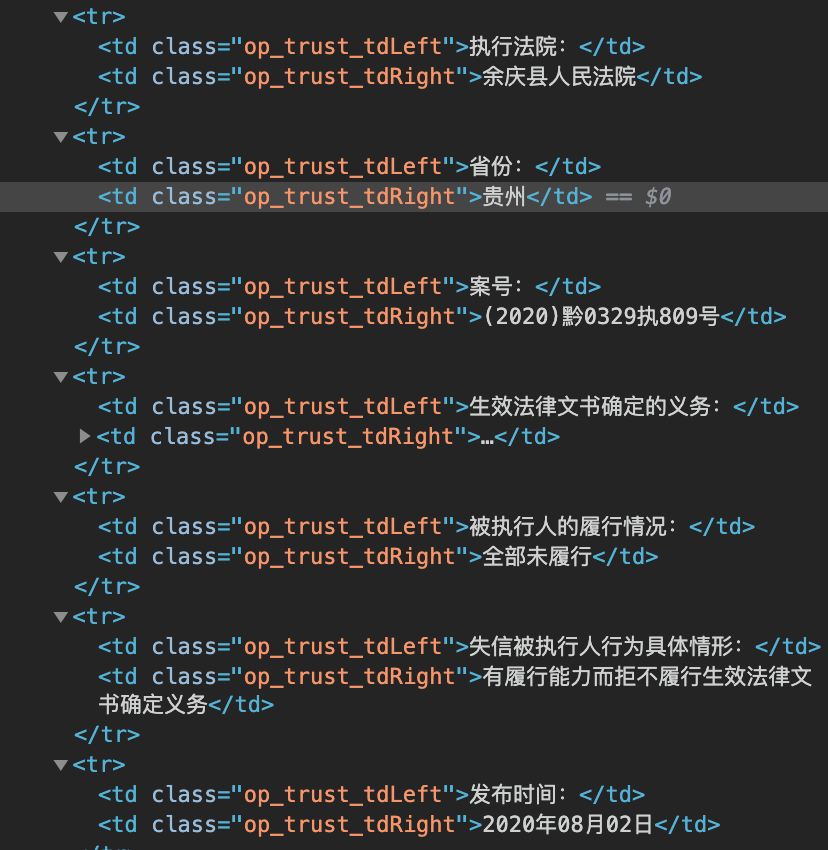 <tr>
<td class="op_trust_tdLeft">执行法院：</td>
<td class="op_trust_tdRight">余庆县人民法院</td>
</tr>
<tr>
<td class="op_trust_tdLeft">省份：</td>
<td class="op_trust_tdRight">贵州</td> == $0
</tr>
<tr>
<td class="op_trust_tdLeft">案号：</td>
<td class="op_trust_tdRight">(2020)黔0329执809号</td>
</tr>
<tr>
<td class="op_trust_tdLeft">生效法律文书确定的义务：</td>
<td class="op_trust_tdRight">…</td>
</tr>
<tr>
<td class="op_trust_tdLeft">被执行人的履行情况：</td>
<td class="op_trust_tdRight">全部未履行</td>
</tr>
<tr>
<td class="op_trust_tdLeft">失信被执行人行为具体情形：</td>
<td class="op_trust_tdRight">有履行能力而拒不履行生效法律文
书确定义务</td>
</tr>
<tr>
<td class="op_trust_tdLeft">发布时间：</td>
<td class="op_trust_tdRight">2020年08月02日</td>